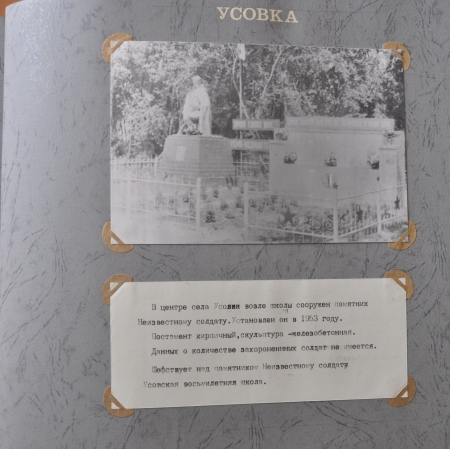 УСОВКА
В центре села Усовки возле школы сооружен памятник
Неизвестному солдату.Установлен он в 1953 году.
Постамент кирпичный,скульптура -железобетонная.
Данных о количестве захороненных солдат не имеется.
Шефствует над памятником Неизвестному солдату
Усовская восьмилетняя школа.